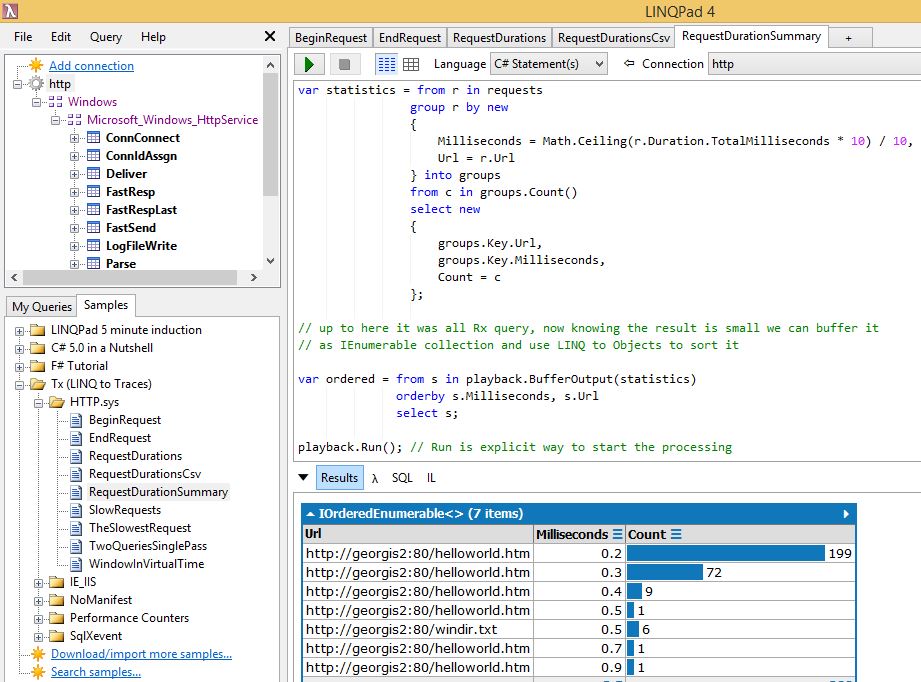 LINQPad 4
File Edit Query Help
BeginRequest EndRequest RequestDurations RequestDurationsCsv RequestDurationSummary +
Language C# Statement(s) Connection http
Add connection
http
Windows
Microsoft_Windows_HttpService
ConnConnect
ConnIdAssgn
Deliver
FastResp
FastRespLast
FastSend
LogFileWrite
Parse
My Queries Samples
LINQPad 5 minute induction
C# 5.0 in a Nutshell
F# Tutorial
Tx (LINQ to Traces)
HTTP.sys
BeginRequest
EndRequest
RequestDurations
RequestDurationsCsv
RequestDurationSummary
SlowRequests
TheSlowestRequest
TwoQueriesSinglePass
WindowInVirtualTime
IE_IIS
NoManifest
Performance Counters
SqlXevent
Download/import more samples...
Search samples...
var statistics = from r in requests
group r by new
{
Milliseconds = Math.Ceiling(r.Duration.TotalMilliseconds * 10) / 10,
Url = r.Url
} into groups
from c in groups.Count()
select new
{
groups.Key.Url,
groups.Key.Milliseconds,
Count = c
};
// up to here it was all Rx query, now knowing the result is small we can buffer it
// as IEnumerable collection and use LINQ to Objects to sort it
var ordered = from s in playback.BufferOutput(statistics)
orderby s.Milliseconds, s.Url
select s;
playback.Run(); // Run is explicit way to start the processing
Results λ SQL IL
IOrderedEnumerable<> (7 items)
Url Milliseconds Count
http://georgis2:80/helloworld.htm 0.2 199
http://georgis2:80/helloworld.htm 0.3 72
http://georgis2:80/helloworld.htm 0.4 9
http://georgis2:80/helloworld.htm 0.5 1
http://georgis2:80/windir.txt 0.5 6
http://georgis2:80/helloworld.htm 0.7 1
http://georgis2:80/helloworld.htm 0.9 1